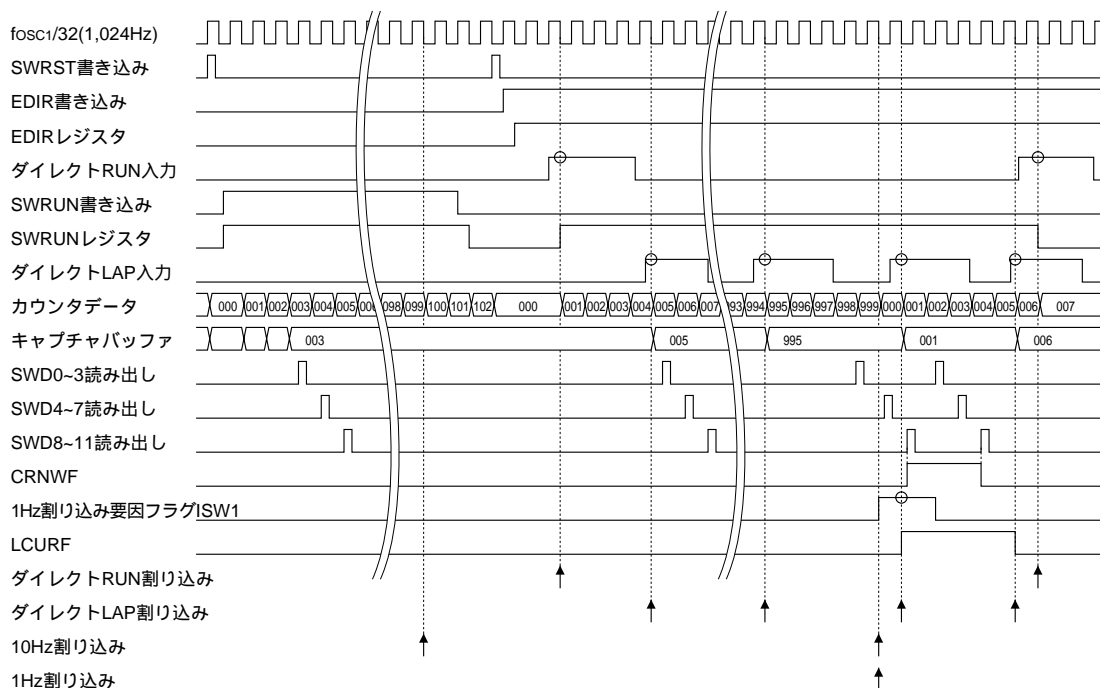 fOSC1/32(1,024Hz)
SWRST書き込み
EDIR書き込み
EDIRレジスタ
ダイレクトRUN入力
SWRUN書き込み
SWRUNレジスタ
ダイレクトLAP入力
カウンタデータ 000 001 002 003 004 005 006 098 099 100 101 102 000 001 002 003 004 005 006 007 993 994 995 996 997 998 999 000 001 002 003 004 005 006 007
キャプチャバッファ 003 005 995 001 006
SWD0~3読み出し
SWD4~7読み出し
SWD8~11読み出し
CRNWF
1Hz割り込み要因フラグISW1
LCURF
ダイレクトRUN割り込み
ダイレクトLAP割り込み
10Hz割り込み
1Hz割り込み